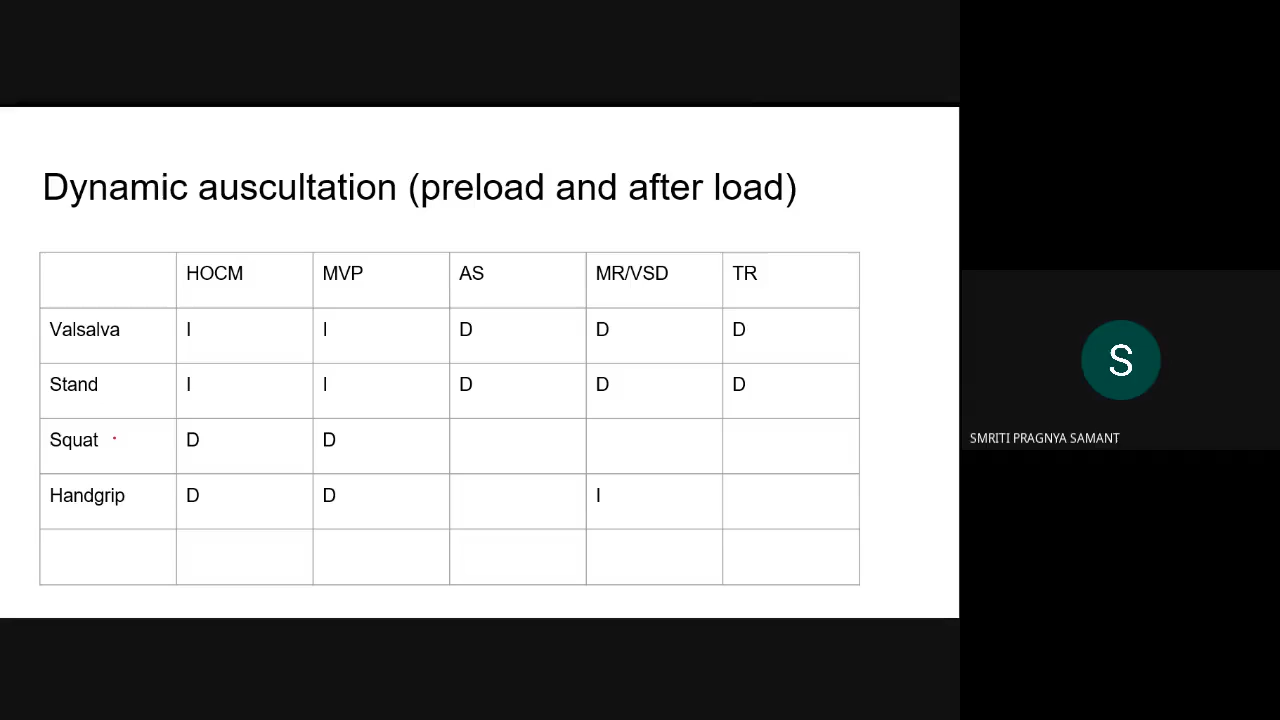 Dynamic auscultation (preload and after load)
HOCM MVP AS MR/VSD TR
Valsalva I I D D D
Stand I I D D D
Squat D D
Handgrip D D I
S
SMRITI PRAGNYA SAMANT